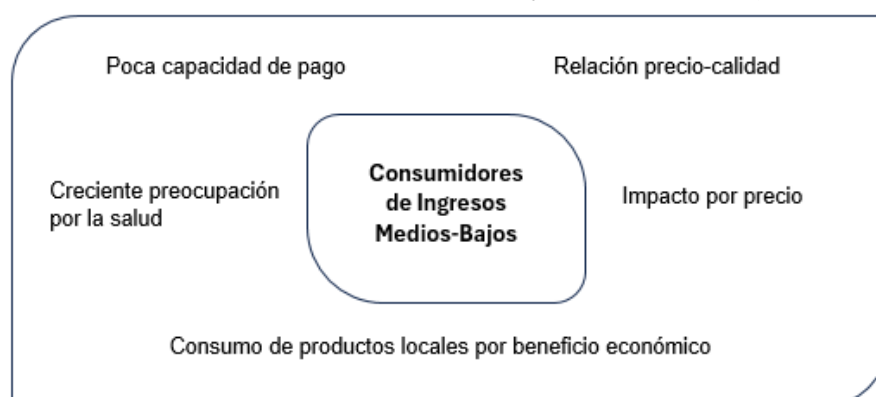 Poca capacidad de pago
Relación precio-calidad
Creciente preocupación
por la salud
Consumidores
de Ingresos
Medios-Bajos
Impacto por precio
Consumo de productos locales por beneficio económico